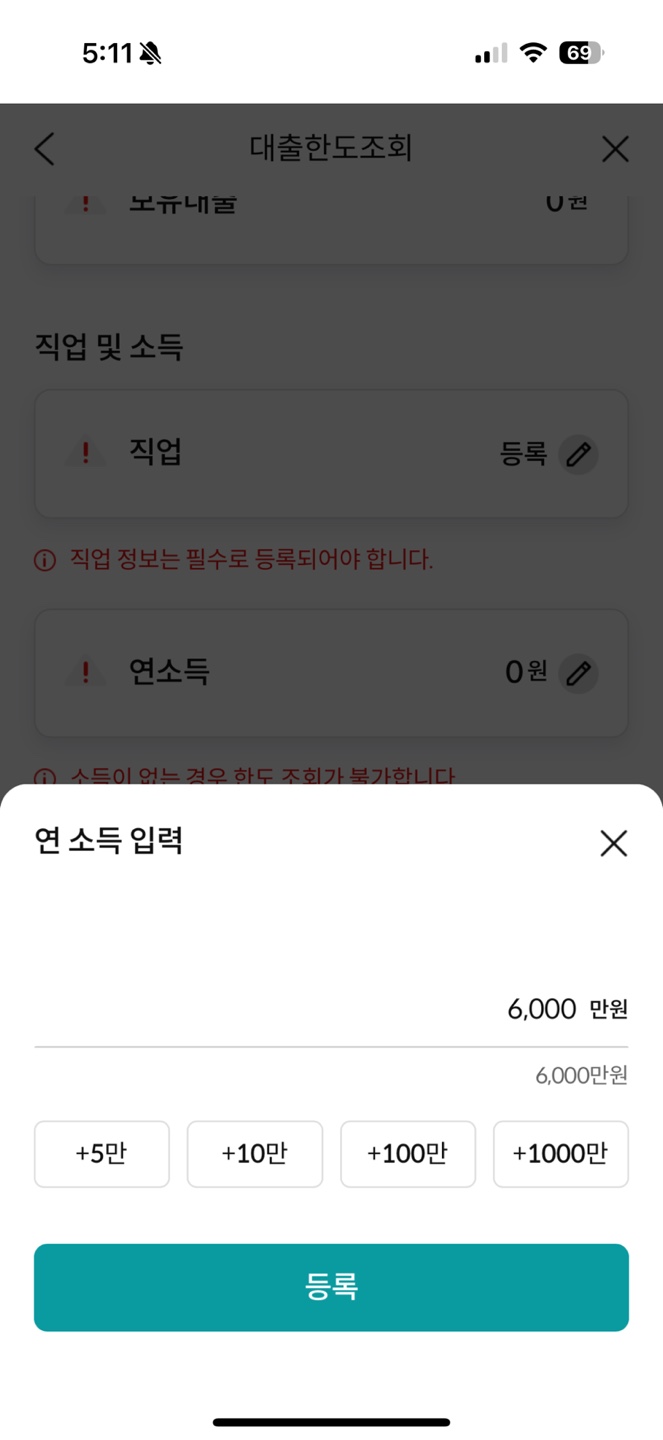 5:11
69
대출한도조회
보유대출 0원
직업 및 소득
직업 등록
직업 정보는 필수로 등록되어야 합니다.
연소득 0원
소득이 없는 경우 한도 조회가 불가합니다
연 소득 입력
6,000 만원
6,000만원
+5만 +10만 +100만 +1000만
등록